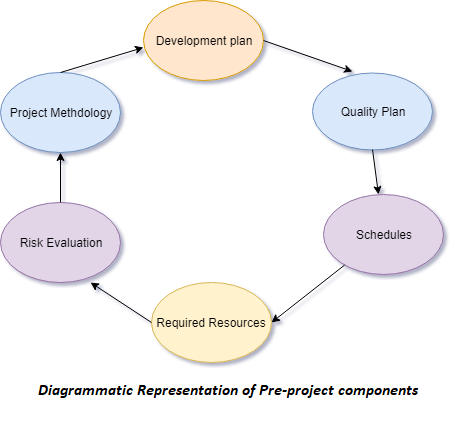 Development plan
Quality Plan
Schedules
Required Resources
Risk Evaluation
Project Methdology
Diagrammatic Representation of Pre-project components